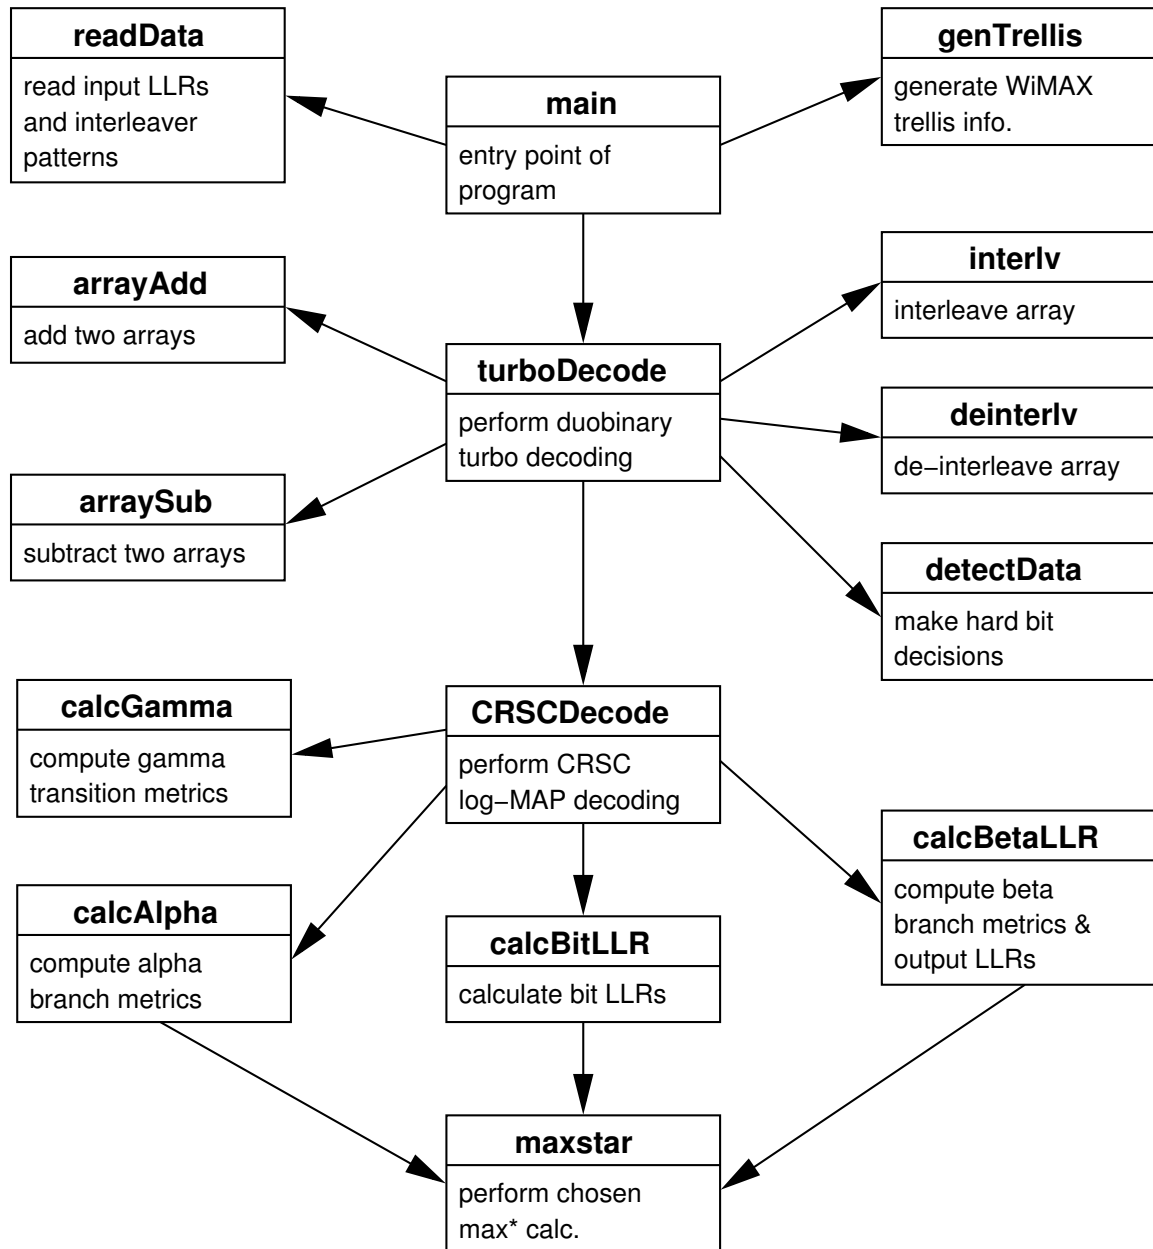 readData
read input LLRs
and interleaver
patterns
main
entry point of
program
genTrellis
generate WiMAX
trellis info.
arrayAdd
add two arrays
interlv
interleave array
turboDecode
perform duobinary
turbo decoding
deinterlv
de−interleave array
arraySub
subtract two arrays
detectData
make hard bit
decisions
calcGamma
compute gamma
transition metrics
CRSCDecode
perform CRSC
log−MAP decoding
calcBetaLLR
compute beta
branch metrics &
output LLRs
calcAlpha
compute alpha
branch metrics
calcBitLLR
calculate bit LLRs
maxstar
perform chosen
max* calc.